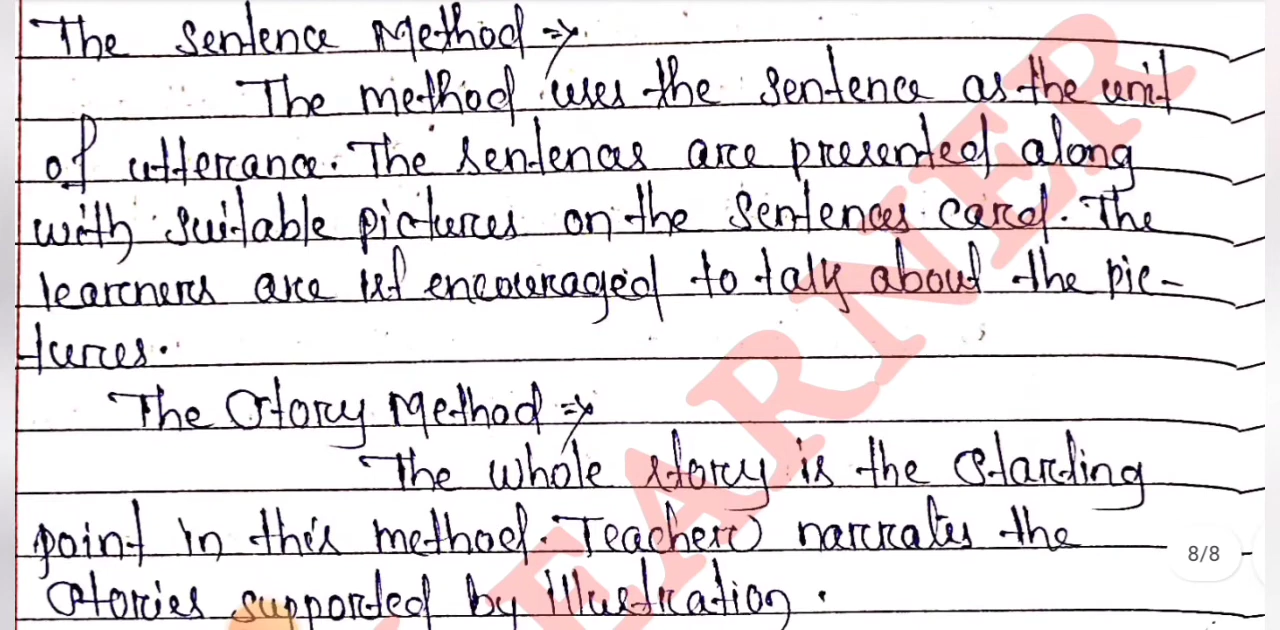 The Sentence Method ⇒
The method uses the sentence as the unit
of utterance. The sentences are presented along
with suitable pictures on the sentences card. The
learners are 1st encouraged to talk about the pic-
tures.
The Story Method ⇒
The whole story is the starting
point in this method. Teacher narrates the
Stories supported by illustration.
EARNER
8/8